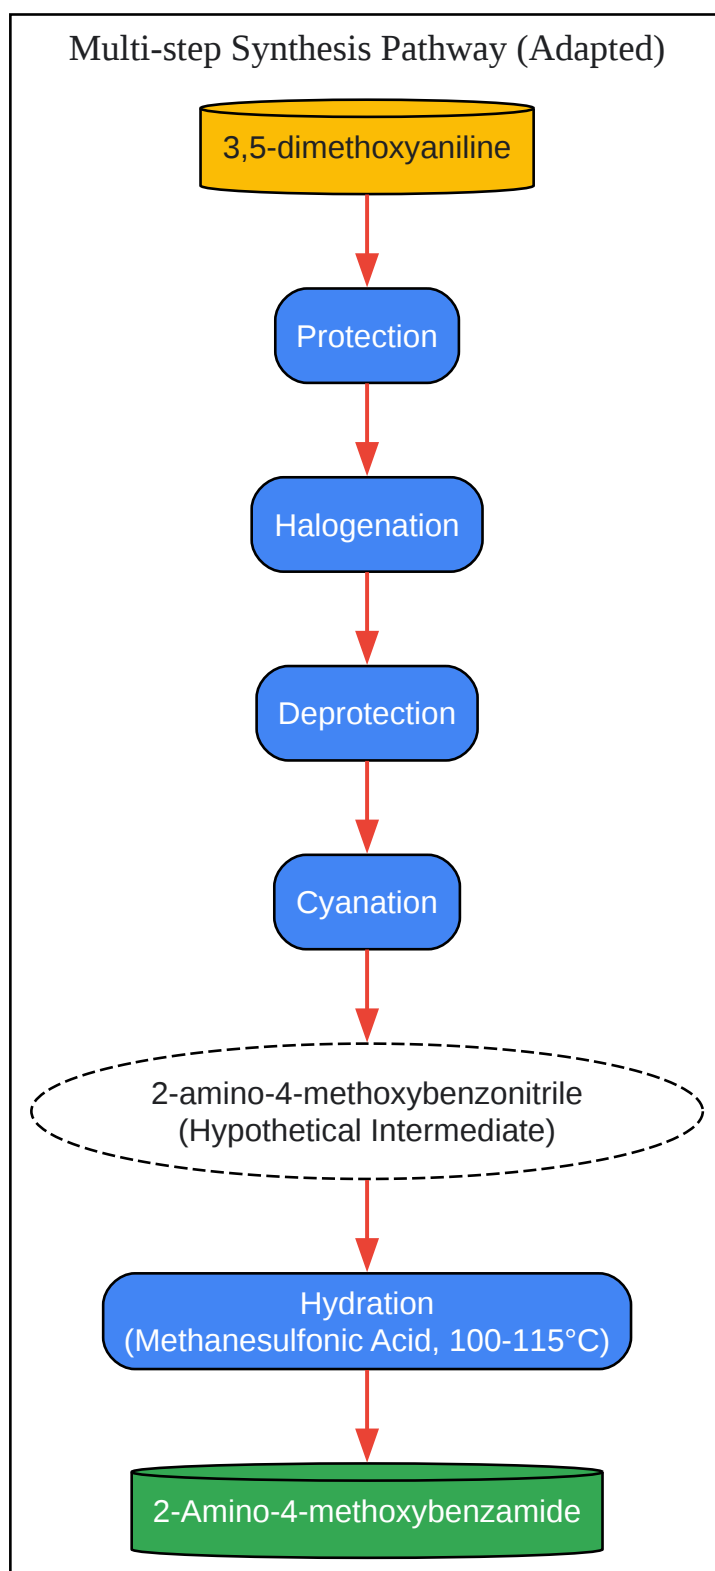 Multi-step Synthesis Pathway (Adapted)
3,5-dimethoxyaniline
Protection
Halogenation
Deprotection
Cyanation
2-amino-4-methoxybenzonitrile
(Hypothetical Intermediate)
Hydration
(Methanesulfonic Acid, 100-115°C)
2-Amino-4-methoxybenzamide